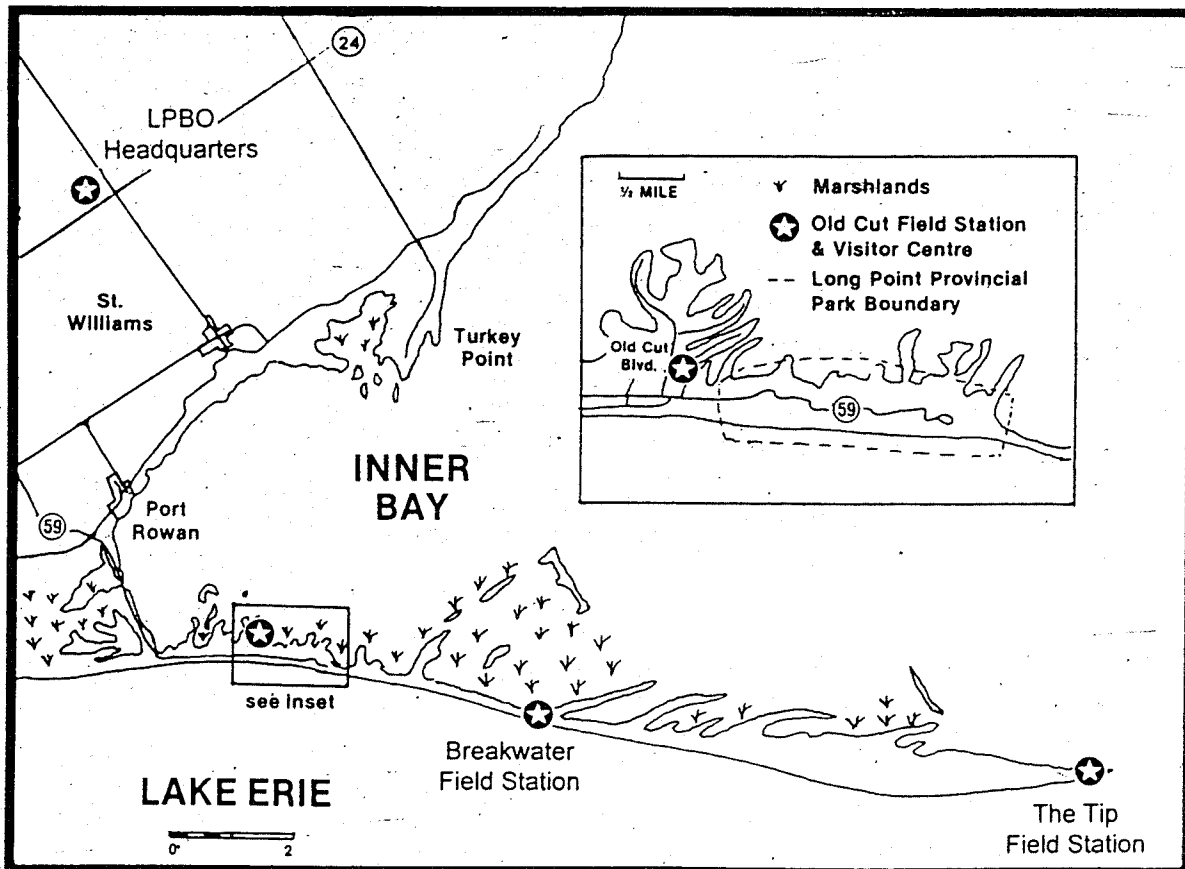 24
LPBO
Headquarters
½ MILE
Marshlands
Old Cut Field Station
& Visitor Centre
Long Point Provincial
Park Boundary
St.
Williams
Turkey
Point
Old Cut
Blvd.
59
INNER
BAY
Port
Rowan
59
see Inset
Breakwater
Field Station
LAKE ERIE
0
2
The Tip
Field Station